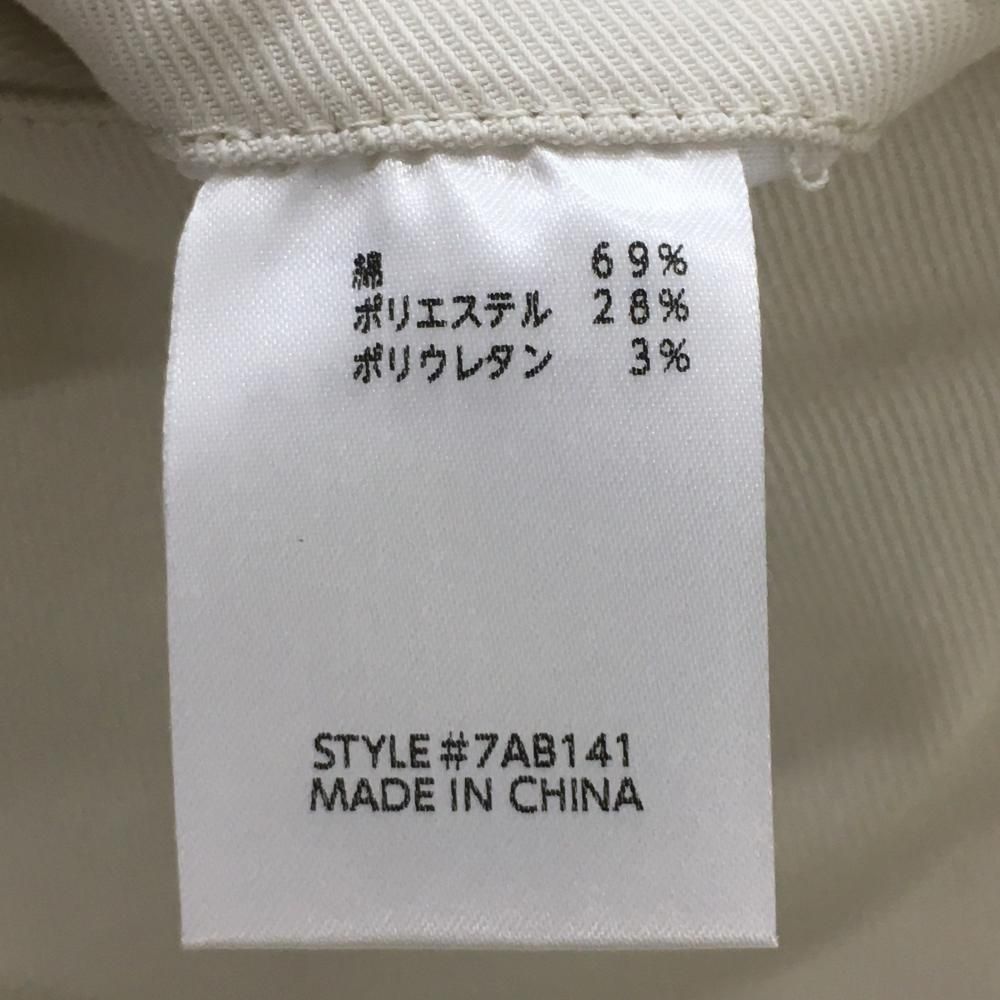 綿 69%
ポリエステル 28%
ポリウレタン 3%
STYLE#7AB141
MADE IN CHINA